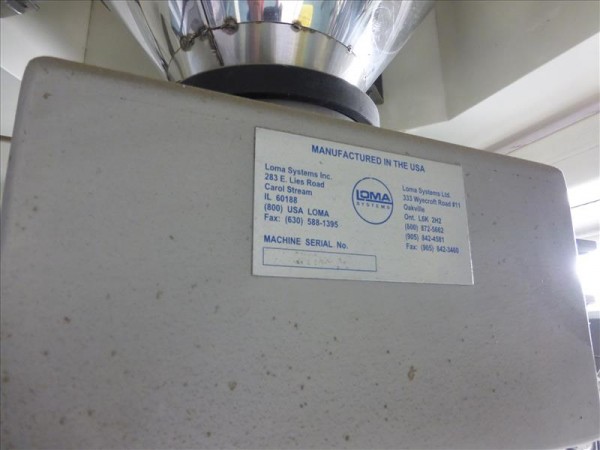 MANUFACTURED IN THE USA
Loma Systems Inc.
283 E. Lies Road
Carol Stream
IL 60188
(800) USA LOMA
Fax: (630) 588-1395
LOMA
SYSTEMS
Loma Systems Ltd.
333 Wyecroft Road #11
Oakville
Ont. L6K 2H2
(800) 872-5662
(905) 842-4581
Fax: (905) 842-3460
MACHINE SERIAL No.